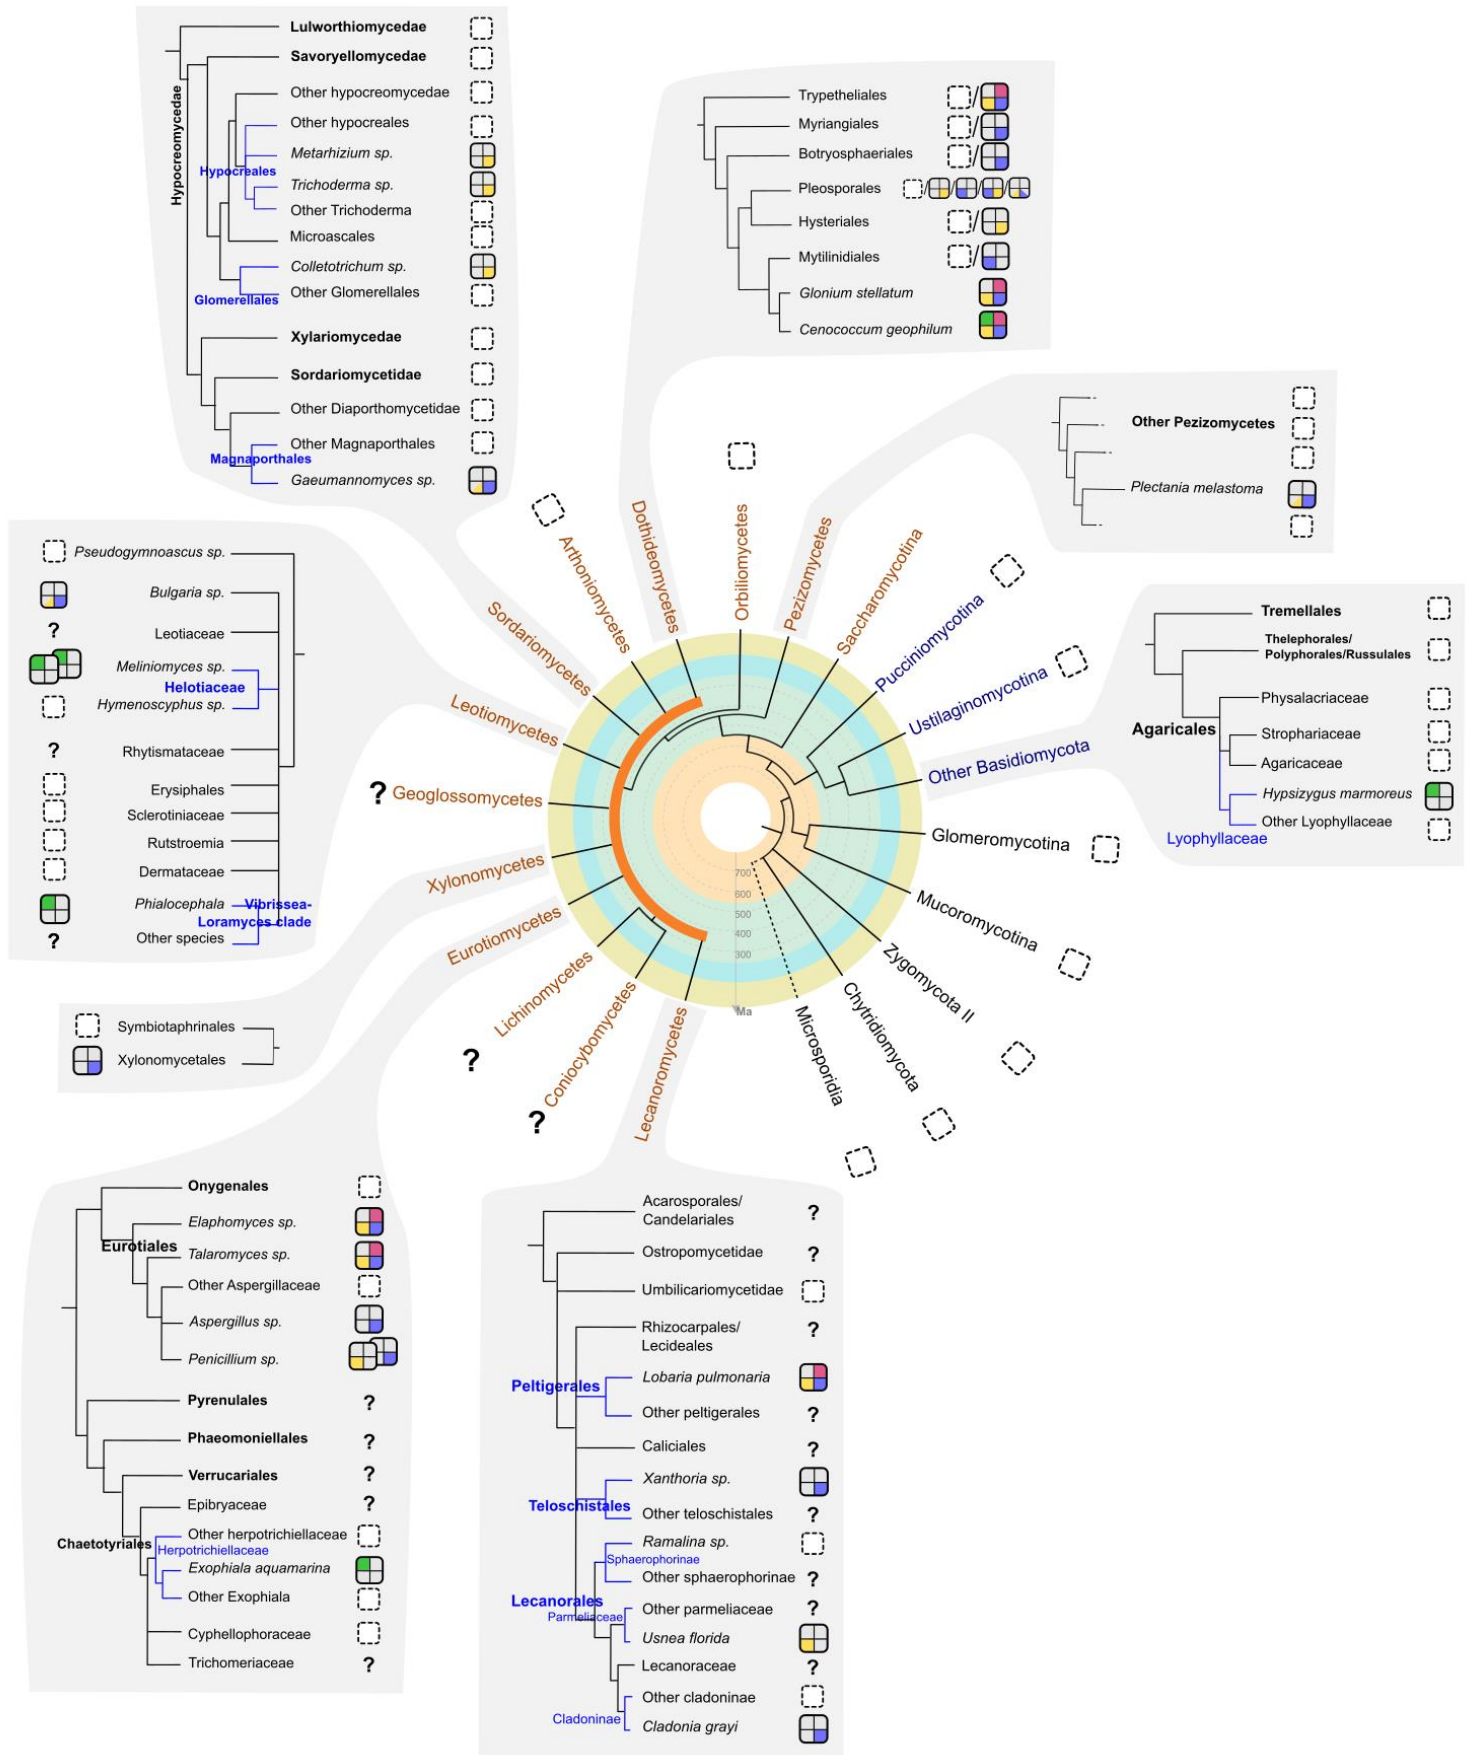 Lulworthiomycedae
Savoryellomycedae
Other hypocreomycedae
Other hypocreales
Metarhizium sp.
Hypocreales
Trichoderma sp.
Other Trichoderma
Microascales
Colletotrichum sp.
Other Glomerellales
Glomerellales
Hypocreomycedae
Xylariomycedae
Sordariomycetidae
Other Diaporthomycetidae
Other Magnaporthales
Magnaporthales
Gaeumannomyces sp.
Trypetheliales
/
Myriangiales
/
Botryosphaeriales
/
Pleosporales
/ / / /
Hysteriales
/
Mytilinidiales
/
Glonium stellatum
Cenococcum geophilum
Other Pezizomycetes
Plectania melastoma
Pseudogymnoascus sp.
Bulgaria sp.
? Leotiaceae
Meliniomyces sp.
Helotiaceae
Hymenoscyphus sp.
? Rhytismataceae
Erysiphales
Sclerotiniaceae
Rutstroemia
Dermataceae
Phialocephala
Vibrissea-
Loramyces clade
? Other species
Tremellales
Thelephorales/
Polyphorales/Russulales
Physalacriaceae
Agaricales
Strophariaceae
Agaricaceae
Hypsizygus marmoreus
Other Lyophyllaceae
Lyophyllaceae
Sordariomycetes
Arthoniomycetes
Dothideomycetes
Orbiliomycetes
Pezizomycetes
Saccharomycotina
Pucciniomycotina
Ustilaginomycotina
Other Basidiomycota
Glomeromycotina
Mucoromycotina
Zygomycota II
Chytridiomycota
Microsporidia
Leotiomycetes
? Geoglossomycetes
Xylonomycetes
Eurotiomycetes
Lichinomycetes
?
Coniocybomycetes
?
Lecanoromycetes
700
600
500
400
300
Ma
Symbiotaphrinales
Xylonomycetales
Onygenales
Elaphomyces sp.
Eurotiales
Talaromyces sp.
Other Aspergillaceae
Aspergillus sp.
Penicillium sp.
Pyrenulales ?
Phaeomoniellales ?
Verrucariales ?
Epibryaceae ?
Other herpotrichiellaceae
Chaetotyriales
Herpotrichiellaceae
Exophiala aquamarina
Other Exophiala
Cyphellophoraceae
Trichomeriaceae ?
Acarosporales/
Candelariales ?
Ostropomycetidae ?
Umbilicariomycetidae
Rhizocarpales/
Lecideales ?
Lobaria pulmonaria
Peltigerales
Other peltigerales ?
Caliciales ?
Xanthoria sp.
Teloschistales
Other teloschistales ?
Ramalina sp.
Sphaerophorinae
Other sphaerophorinae ?
Lecanorales
Other parmeliaceae ?
Parmeliaceae
Usnea florida
Lecanoraceae ?
Other cladoninae
Cladoninae
Cladonia grayi